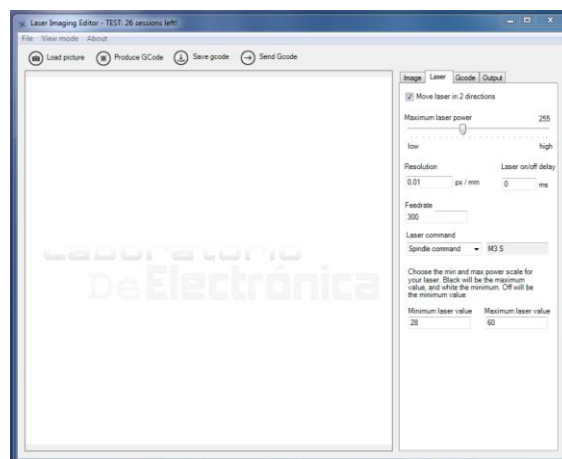 Laser Imaging Editor - TEST: 26 sessions left!
File View mode About
Load picture Produce GCode Save gcode Send Gcode
Image Laser Gcode Output
Move laser in 2 directions
Maximum laser power 255
low high
Resolution Laser on/off delay
0.01 px / mm 0 ms
Feedrate
300
Laser command
Spindle command M3 S
Choose the min and max power scale for
your laser. Black will be the maximum
value, and white the minimum. Off will be
the minimum value
Minimum laser value Maximum laser value
28 60
Laboratorio
DeElectrónica